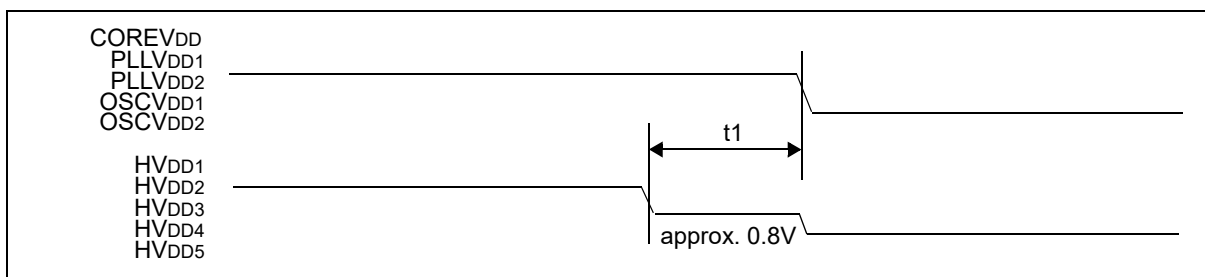 COREVDD
PLLVDD1
PLLVDD2
OSCVDD1
OSCVDD2
t1
HVDD1
HVDD2
HVDD3
HVDD4
HVDD5
approx. 0.8V